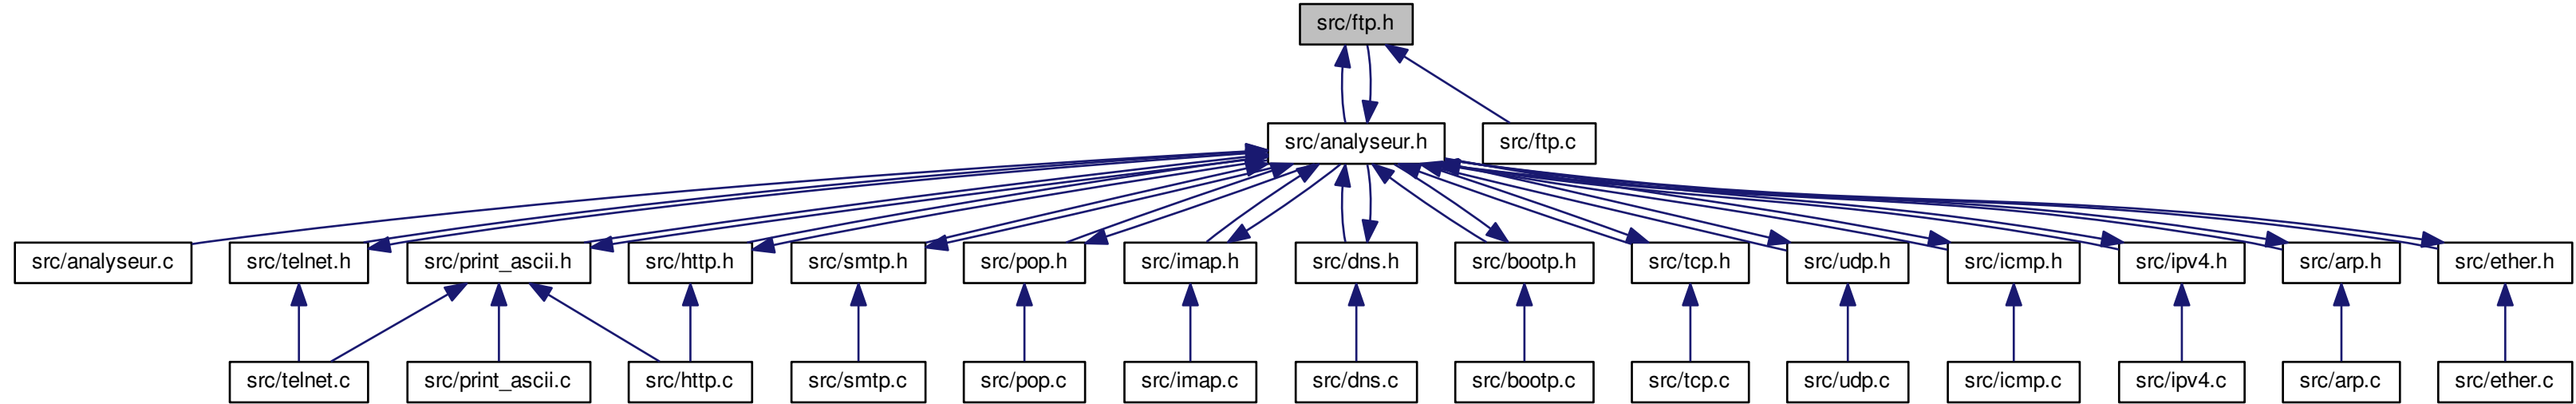 src/ftp.h
src/analyseur.h
src/ftp.c
src/analyseur.c
src/telnet.h
src/print_ascii.h
src/http.h
src/smtp.h
src/pop.h
src/imap.h
src/dns.h
src/bootp.h
src/tcp.h
src/udp.h
src/icmp.h
src/ipv4.h
src/arp.h
src/ether.h
src/telnet.c
src/print_ascii.c
src/http.c
src/smtp.c
src/pop.c
src/imap.c
src/dns.c
src/bootp.c
src/tcp.c
src/udp.c
src/icmp.c
src/ipv4.c
src/arp.c
src/ether.c